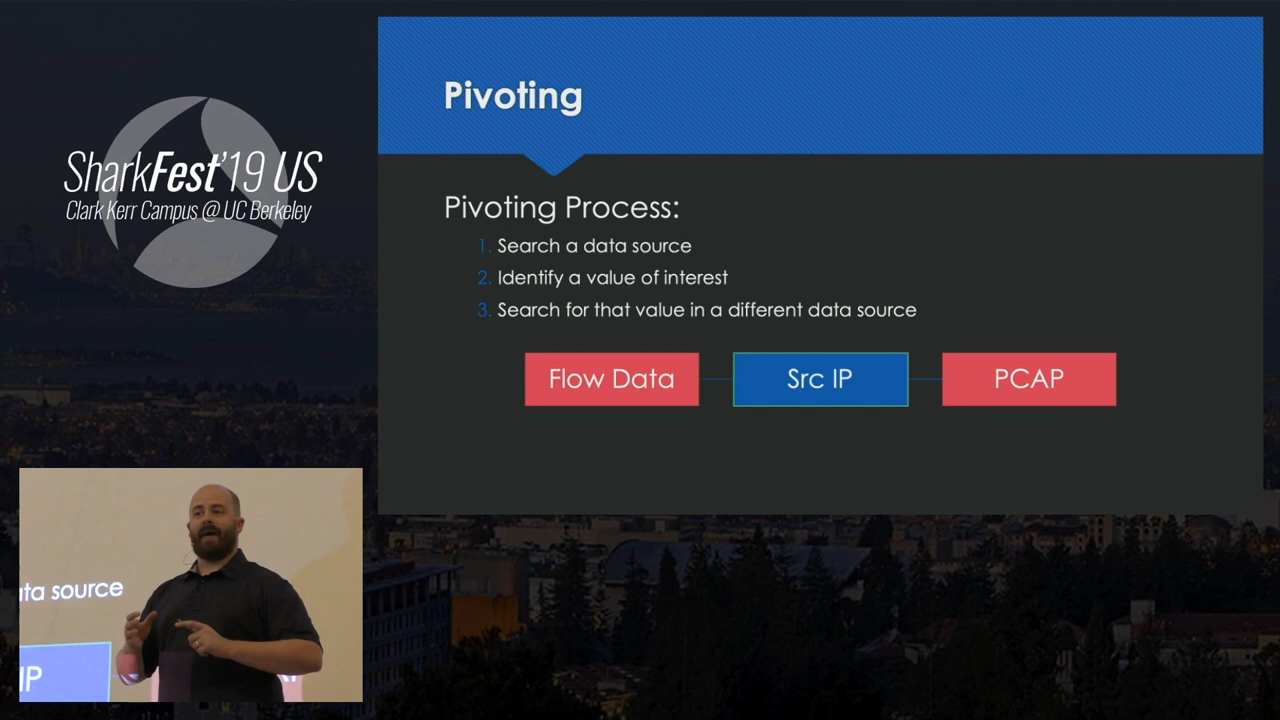 SharkFest'19 US
Clark Kerr Campus @ UC Berkeley
Pivoting
Pivoting Process:
1. Search a data source
2. Identify a value of interest
3. Search for that value in a different data source
Flow Data
Src IP
PCAP
ata source
IP